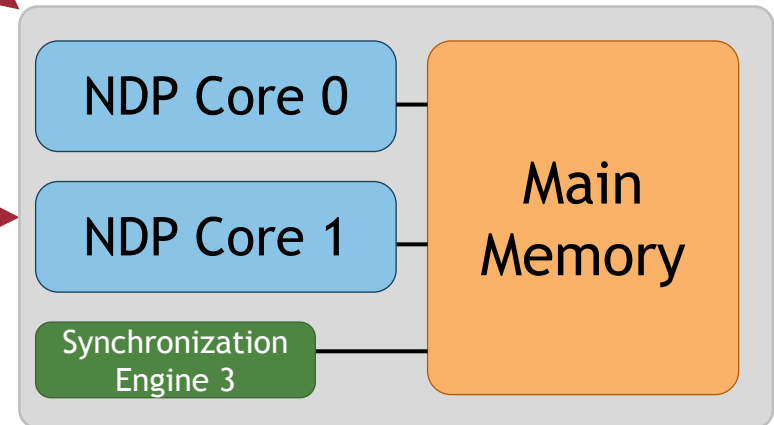 NDP Core 0
NDP Core 1
Synchronization
Engine 3
Main
Memory